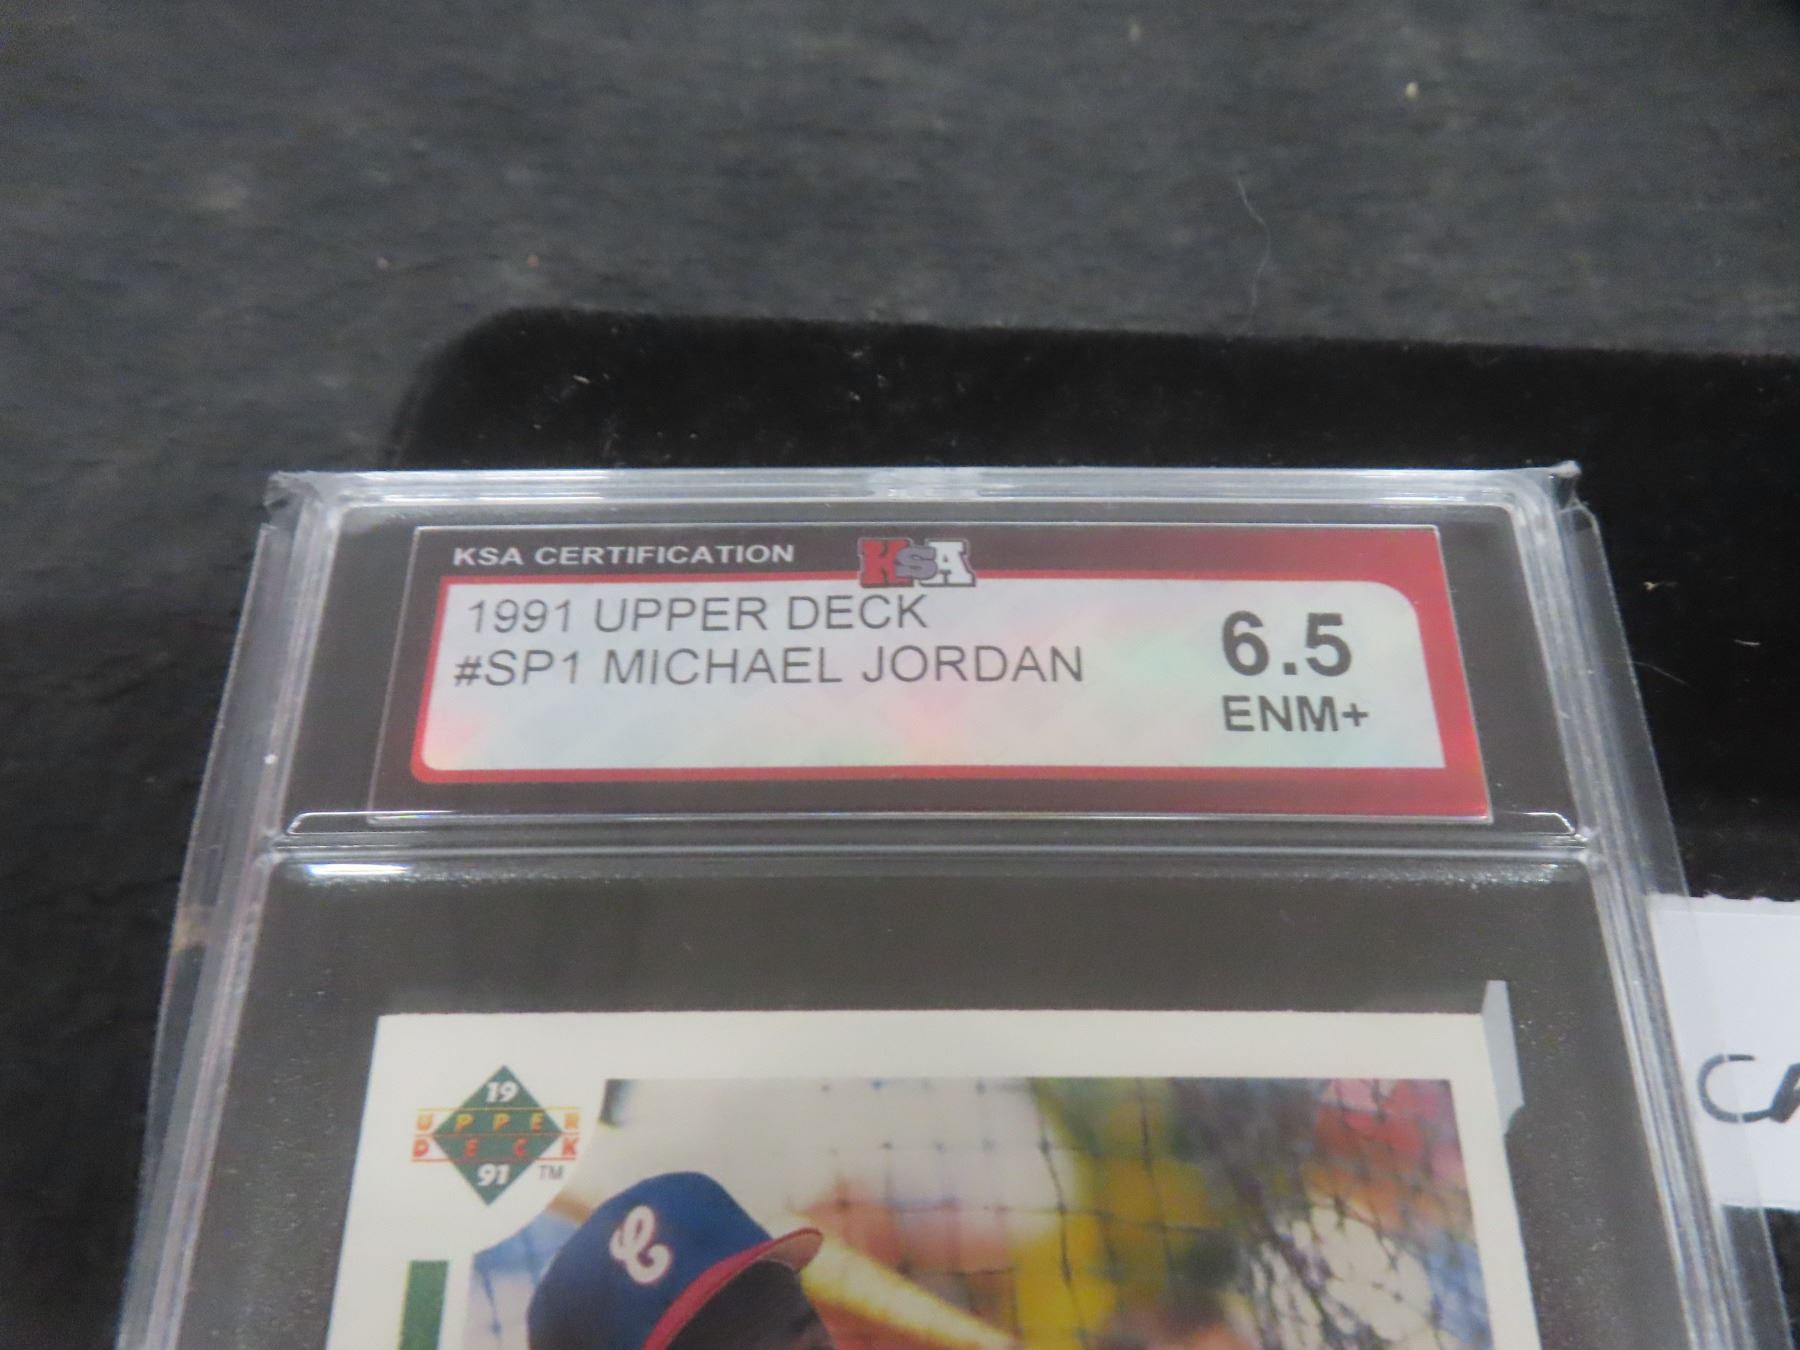 KSA CERTIFICATION
KSA
1991 UPPER DECK
#SP1 MICHAEL JORDAN
6.5
ENM+
19
UPPER
DECK
91 TM
C